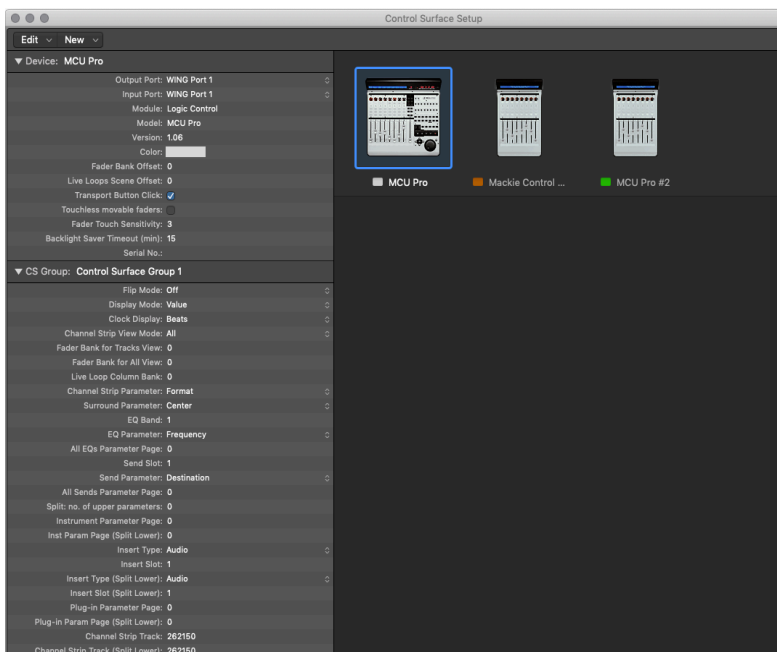 Control Surface Setup
Edit New
Device: MCU Pro
Output Port: WING Port 1
Input Port: WING Port 1
Module: Logic Control
Model: MCU Pro
Version: 1.06
Color:
Fader Bank Offset: 0
Live Loops Scene Offset: 0
Transport Button Click:
Touchless movable faders:
Fader Touch Sensitivity: 3
Backlight Saver Timeout (min): 15
Serial No.:
CS Group: Control Surface Group 1
Flip Mode: Off
Display Mode: Value
Clock Display: Beats
Channel Strip View Mode: All
Fader Bank for Tracks View: 0
Fader Bank for All View: 0
Live Loop Column Bank: 0
Channel Strip Parameter: Format
Surround Parameter: Center
EQ Band: 1
EQ Parameter: Frequency
All EQs Parameter Page: 0
Send Slot: 1
Send Parameter: Destination
All Sends Parameter Page: 0
Split: no. of upper parameters: 0
Instrument Parameter Page: 0
Inst Param Page (Split Lower): 0
Insert Type: Audio
Insert Slot: 1
Insert Type (Split Lower): Audio
Insert Slot (Split Lower): 1
Plug-in Parameter Page: 0
Plug-in Param Page (Split Lower): 0
Channel Strip Track: 262150
Channel Strip Track (Split Lower): 262150
MCU Pro
Mackie Control ...
MCU Pro #2